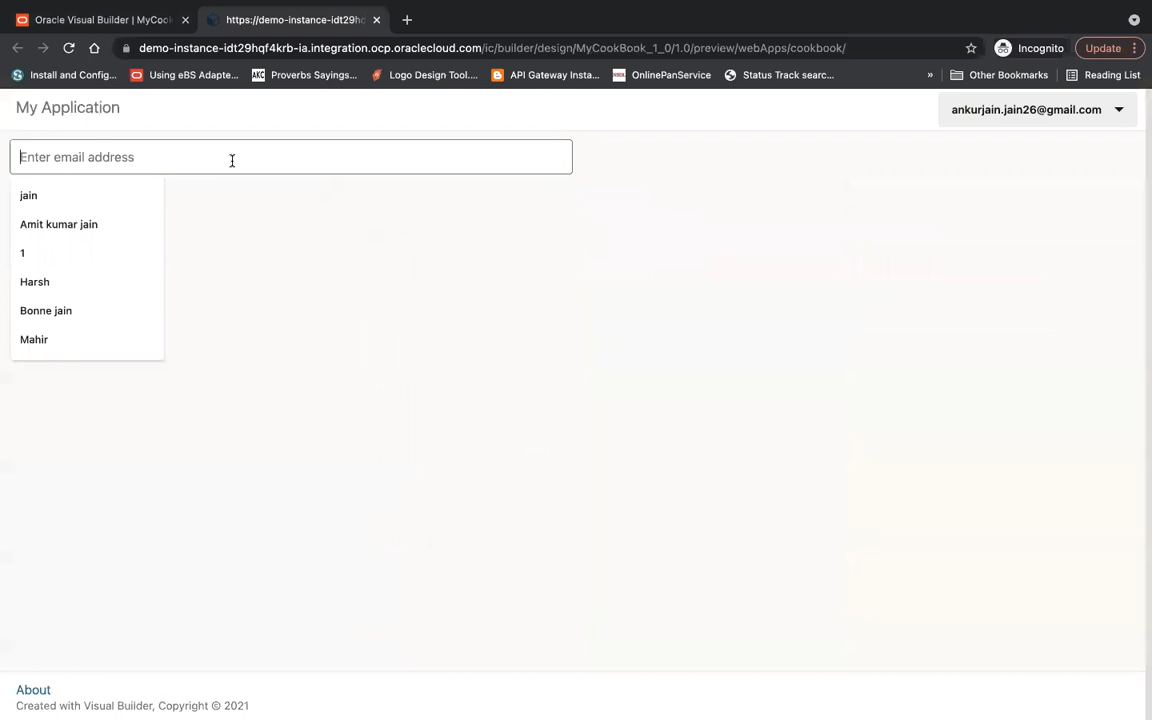 Oracle Visual Builder | MyCook
https://demo-instance-idt29hq
demo-instance-idt29hqf4krb-ia.integration.ocp.oraclecloud.com/ic/builder/design/MyCookBook_1_0/1.0/preview/webApps/cookbook/
Incognito
Update
Install and Config...
Using eBS Adapte...
AKC
Proverbs Sayings...
Logo Design Tool....
API Gateway Insta...
OnlinePanService
Status Track searc...
»
Other Bookmarks
Reading List
My Application
ankurjain.jain26@gmail.com
Enter email address
jain
Amit kumar jain
1
Harsh
Bonne jain
Mahir
About
Created with Visual Builder, Copyright © 2021